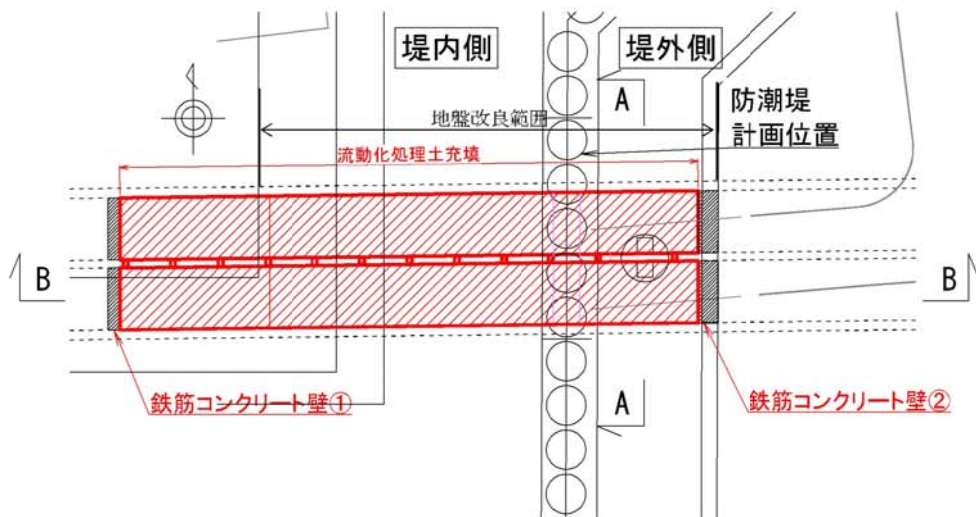 堤内側
堤外側
A
防潮堤
計画位置
地盤改良範囲
流動化処理土充填
B
B
鉄筋コンクリート壁①
A
鉄筋コンクリート壁②